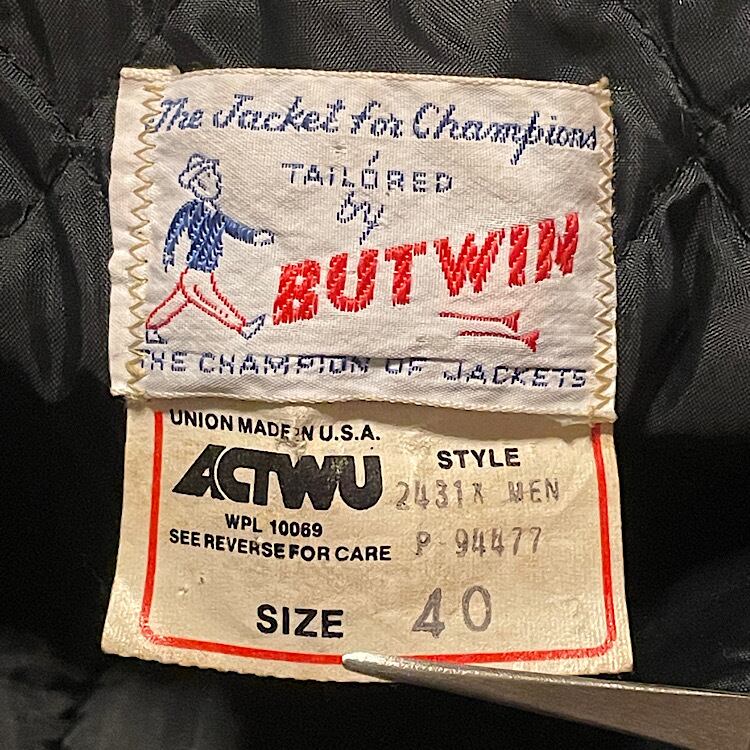 The Jacket for Champions
TAILORED
by
BUTWIN
THE CHAMPION OF JACKETS
UNION MADE IN U.S.A.
ACTWU
WPL 10069
SEE REVERSE FOR CARE
STYLE
2431X MEN
P 94477
SIZE 40